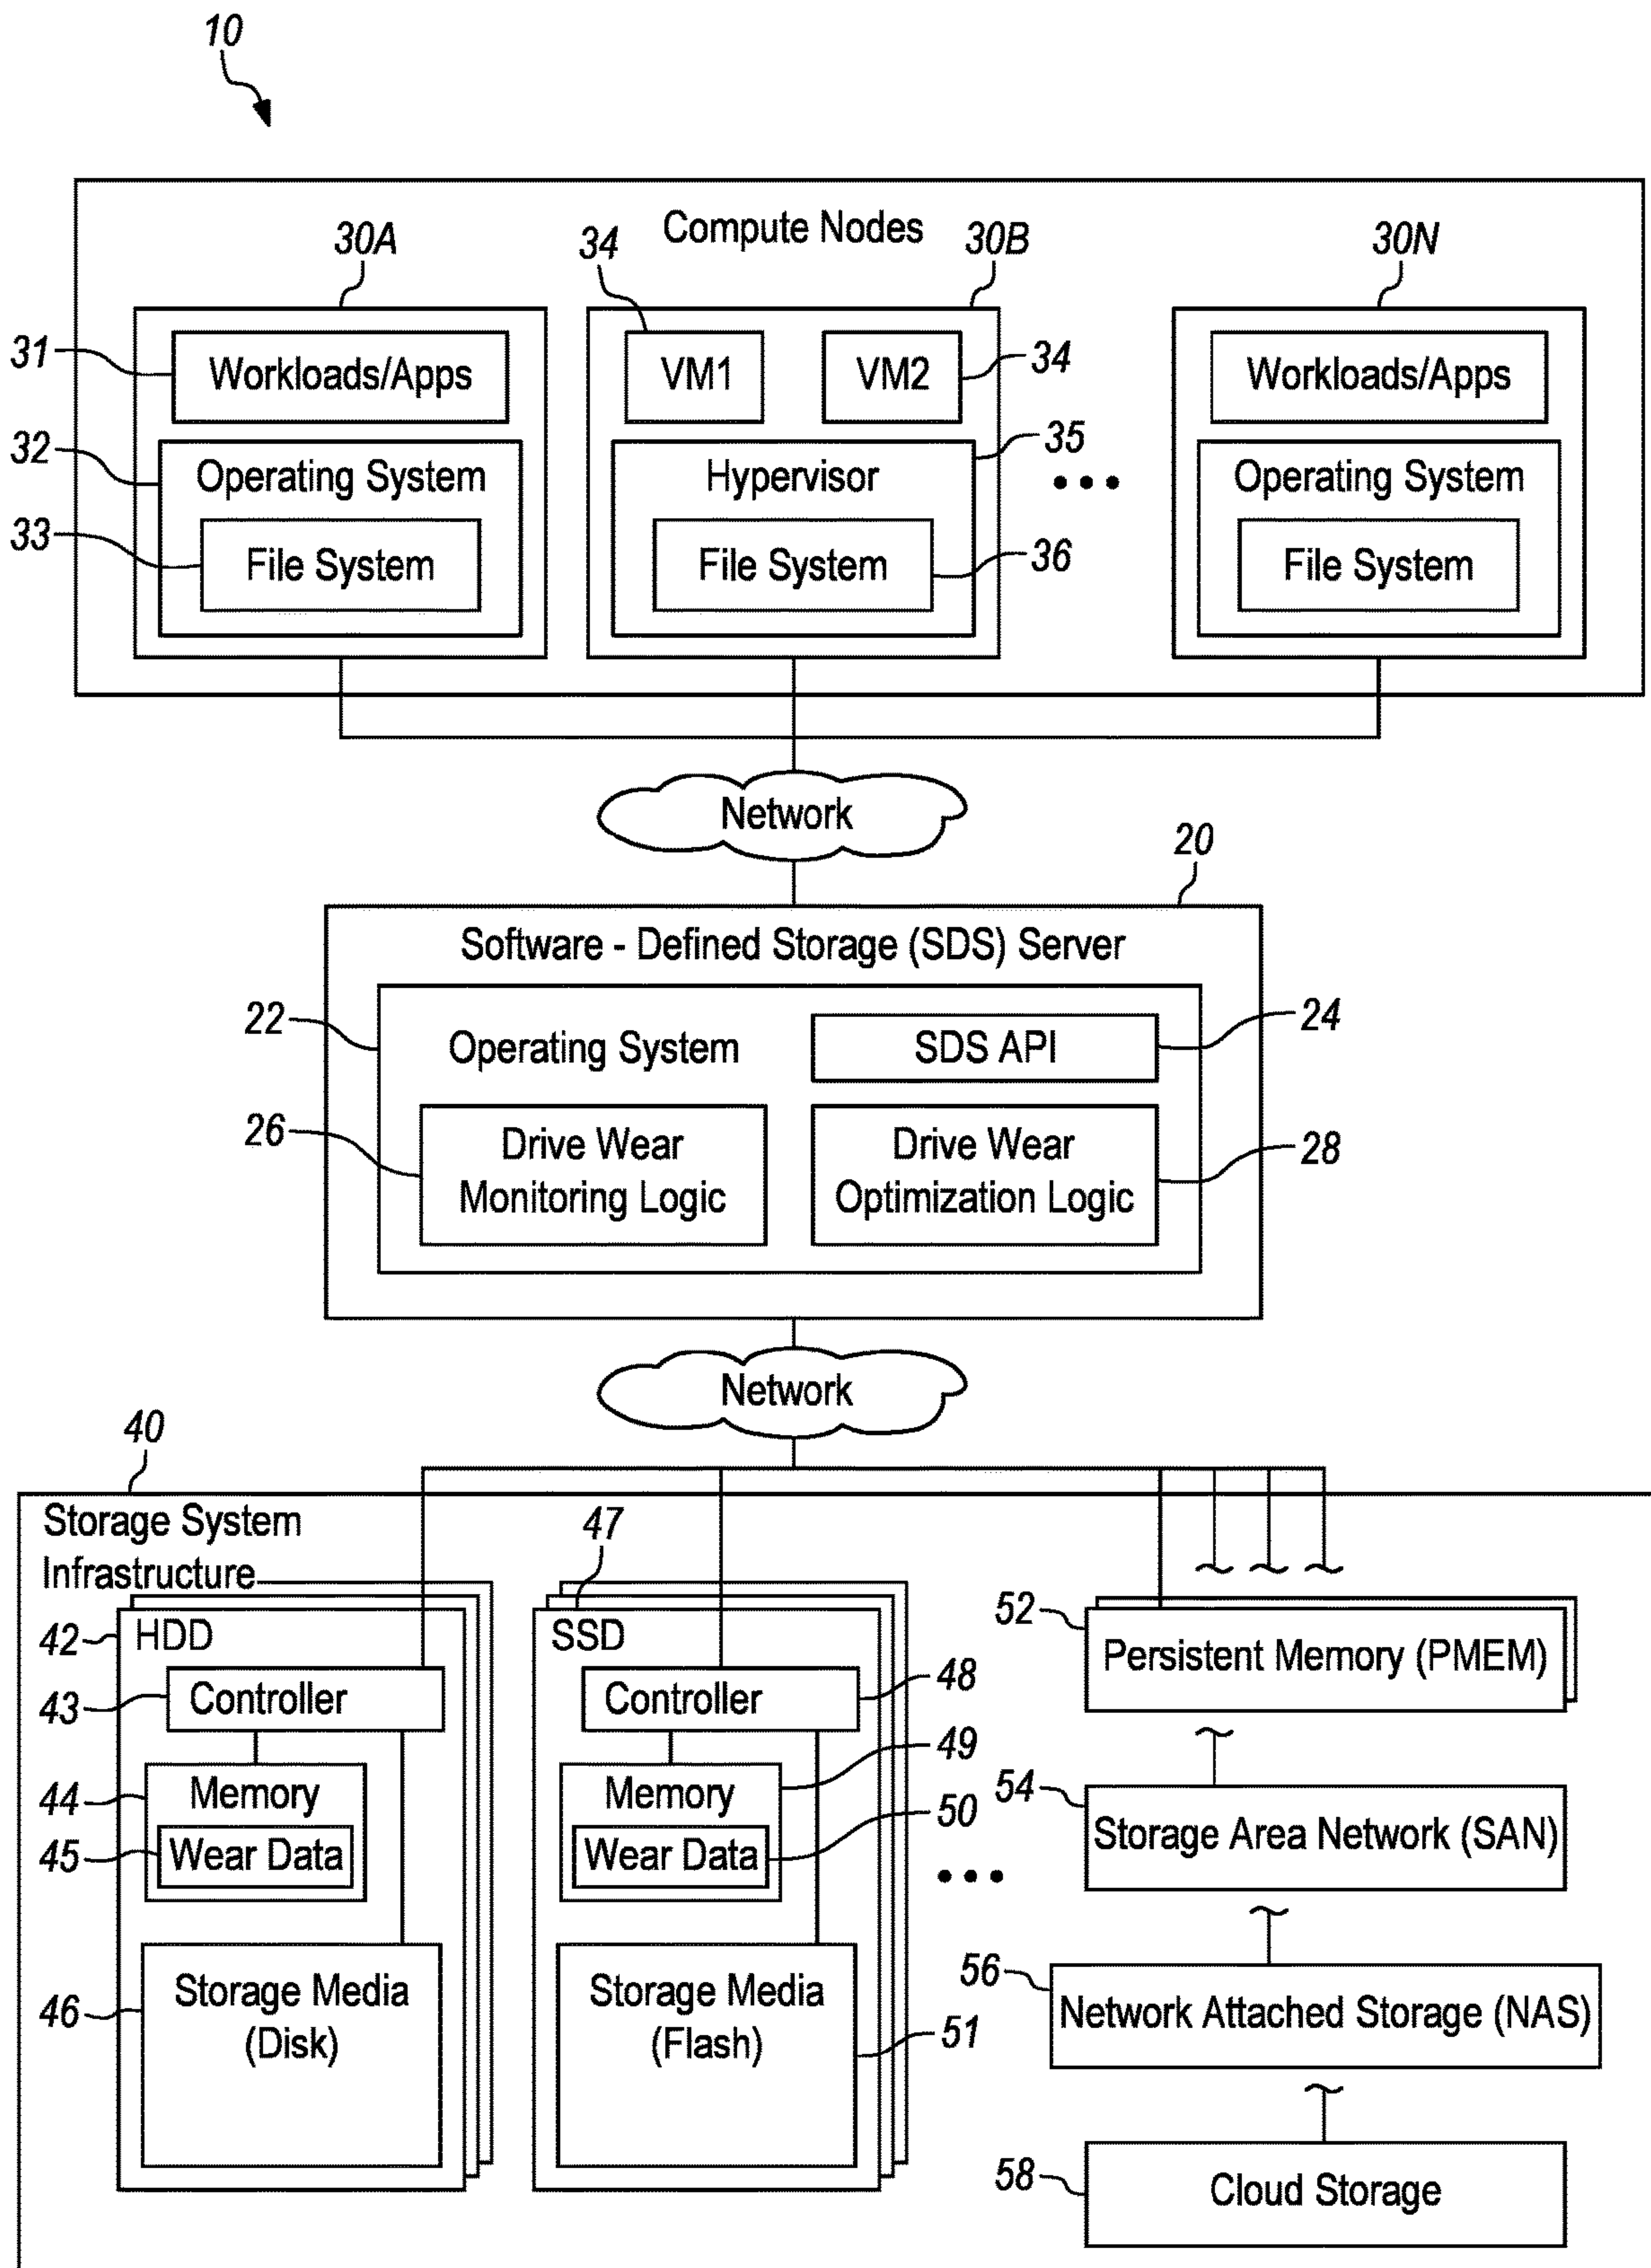 10
Compute Nodes
30A
34
30B
30N
31
Workloads/Apps
VM1
VM2
34
Workloads/Apps
32
Operating System
Hypervisor
35
• • •
Operating System
33
File System
File System
36
File System
Network
20
Software - Defined Storage (SDS) Server
22
Operating System
SDS API
24
26
Drive Wear
Monitoring Logic
Drive Wear
Optimization Logic
28
Network
40
Storage System
Infrastructure
47
42
HDD
SSD
52
Persistent Memory (PMEM)
43
Controller
Controller
48
44
Memory
Memory
49
54
Storage Area Network (SAN)
45
Wear Data
Wear Data
50
• • •
46
Storage Media
(Disk)
Storage Media
(Flash)
51
56
Network Attached Storage (NAS)
58
Cloud Storage